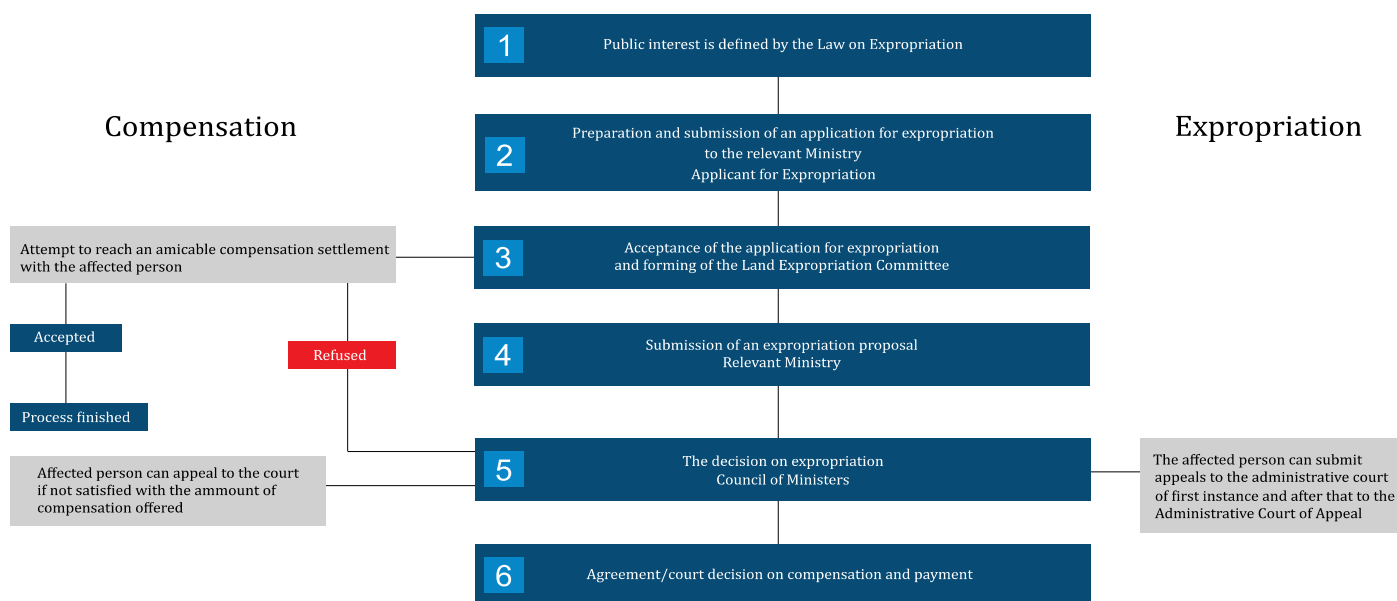 1
Public interest is defined by the Law on Expropriation
Compensation
Expropriation
2
Preparation and submission of an application for expropriation
to the relevant Ministry
Applicant for Expropriation
Attempt to reach an amicable compensation settlement
with the affected person
3
Acceptance of the application for expropriation
and forming of the Land Expropriation Committee
Accepted
Refused
4
Submission of an expropriation proposal
Relevant Ministry
Process finished
Affected person can appeal to the court
if not satisfied with the ammount of
compensation offered
5
The decision on expropriation
Council of Ministers
The affected person can submit
appeals to the administrative court
of first instance and after that to the
Administrative Court of Appeal
6
Agreement/court decision on compensation and payment